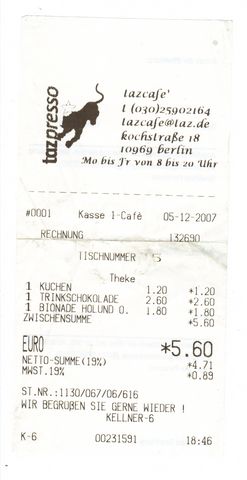 tazpresso
tazcafe'
t (030)25902164
tazcafe@taz.de
kochstraße 18
10969 berlin
Mo bis Fr von 8 bis 20 Uhr
#0001 Kasse 1-Café 05-12-2007
RECHNUNG 132690
TISCHNUMMER 5
Theke
1 KUCHEN 1.20 *1.20
1 TRINKSCHOKOLADE 2.60 *2.60
1 BIONADE HOLUND O. 1.80 *1.80
ZWISCHENSUMME *5.60
EURO *5.60
NETTO-SUMME(19%) *4.71
MWST.19% *0.89
ST.NR.:1130/067/06/616
WIR BEGRÜßEN SIE GERNE WIEDER !
KELLNER-6
K-6 00231591 18:46